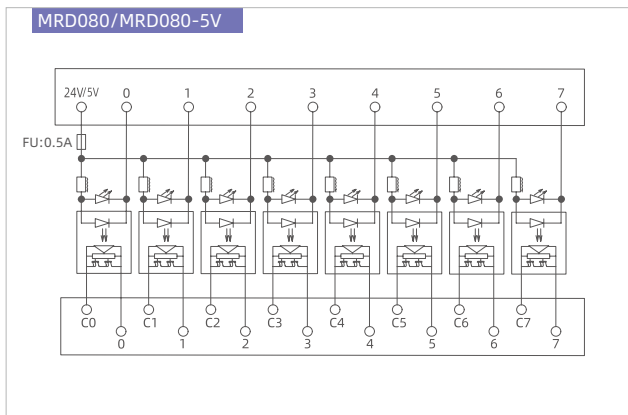 MRD080/MRD080-5V
24V/5V 0 1 2 3 4 5 6 7
FU:0.5A
C0 C1 C2 C3 C4 C5 C6 C7
0 1 2 3 4 5 6 7